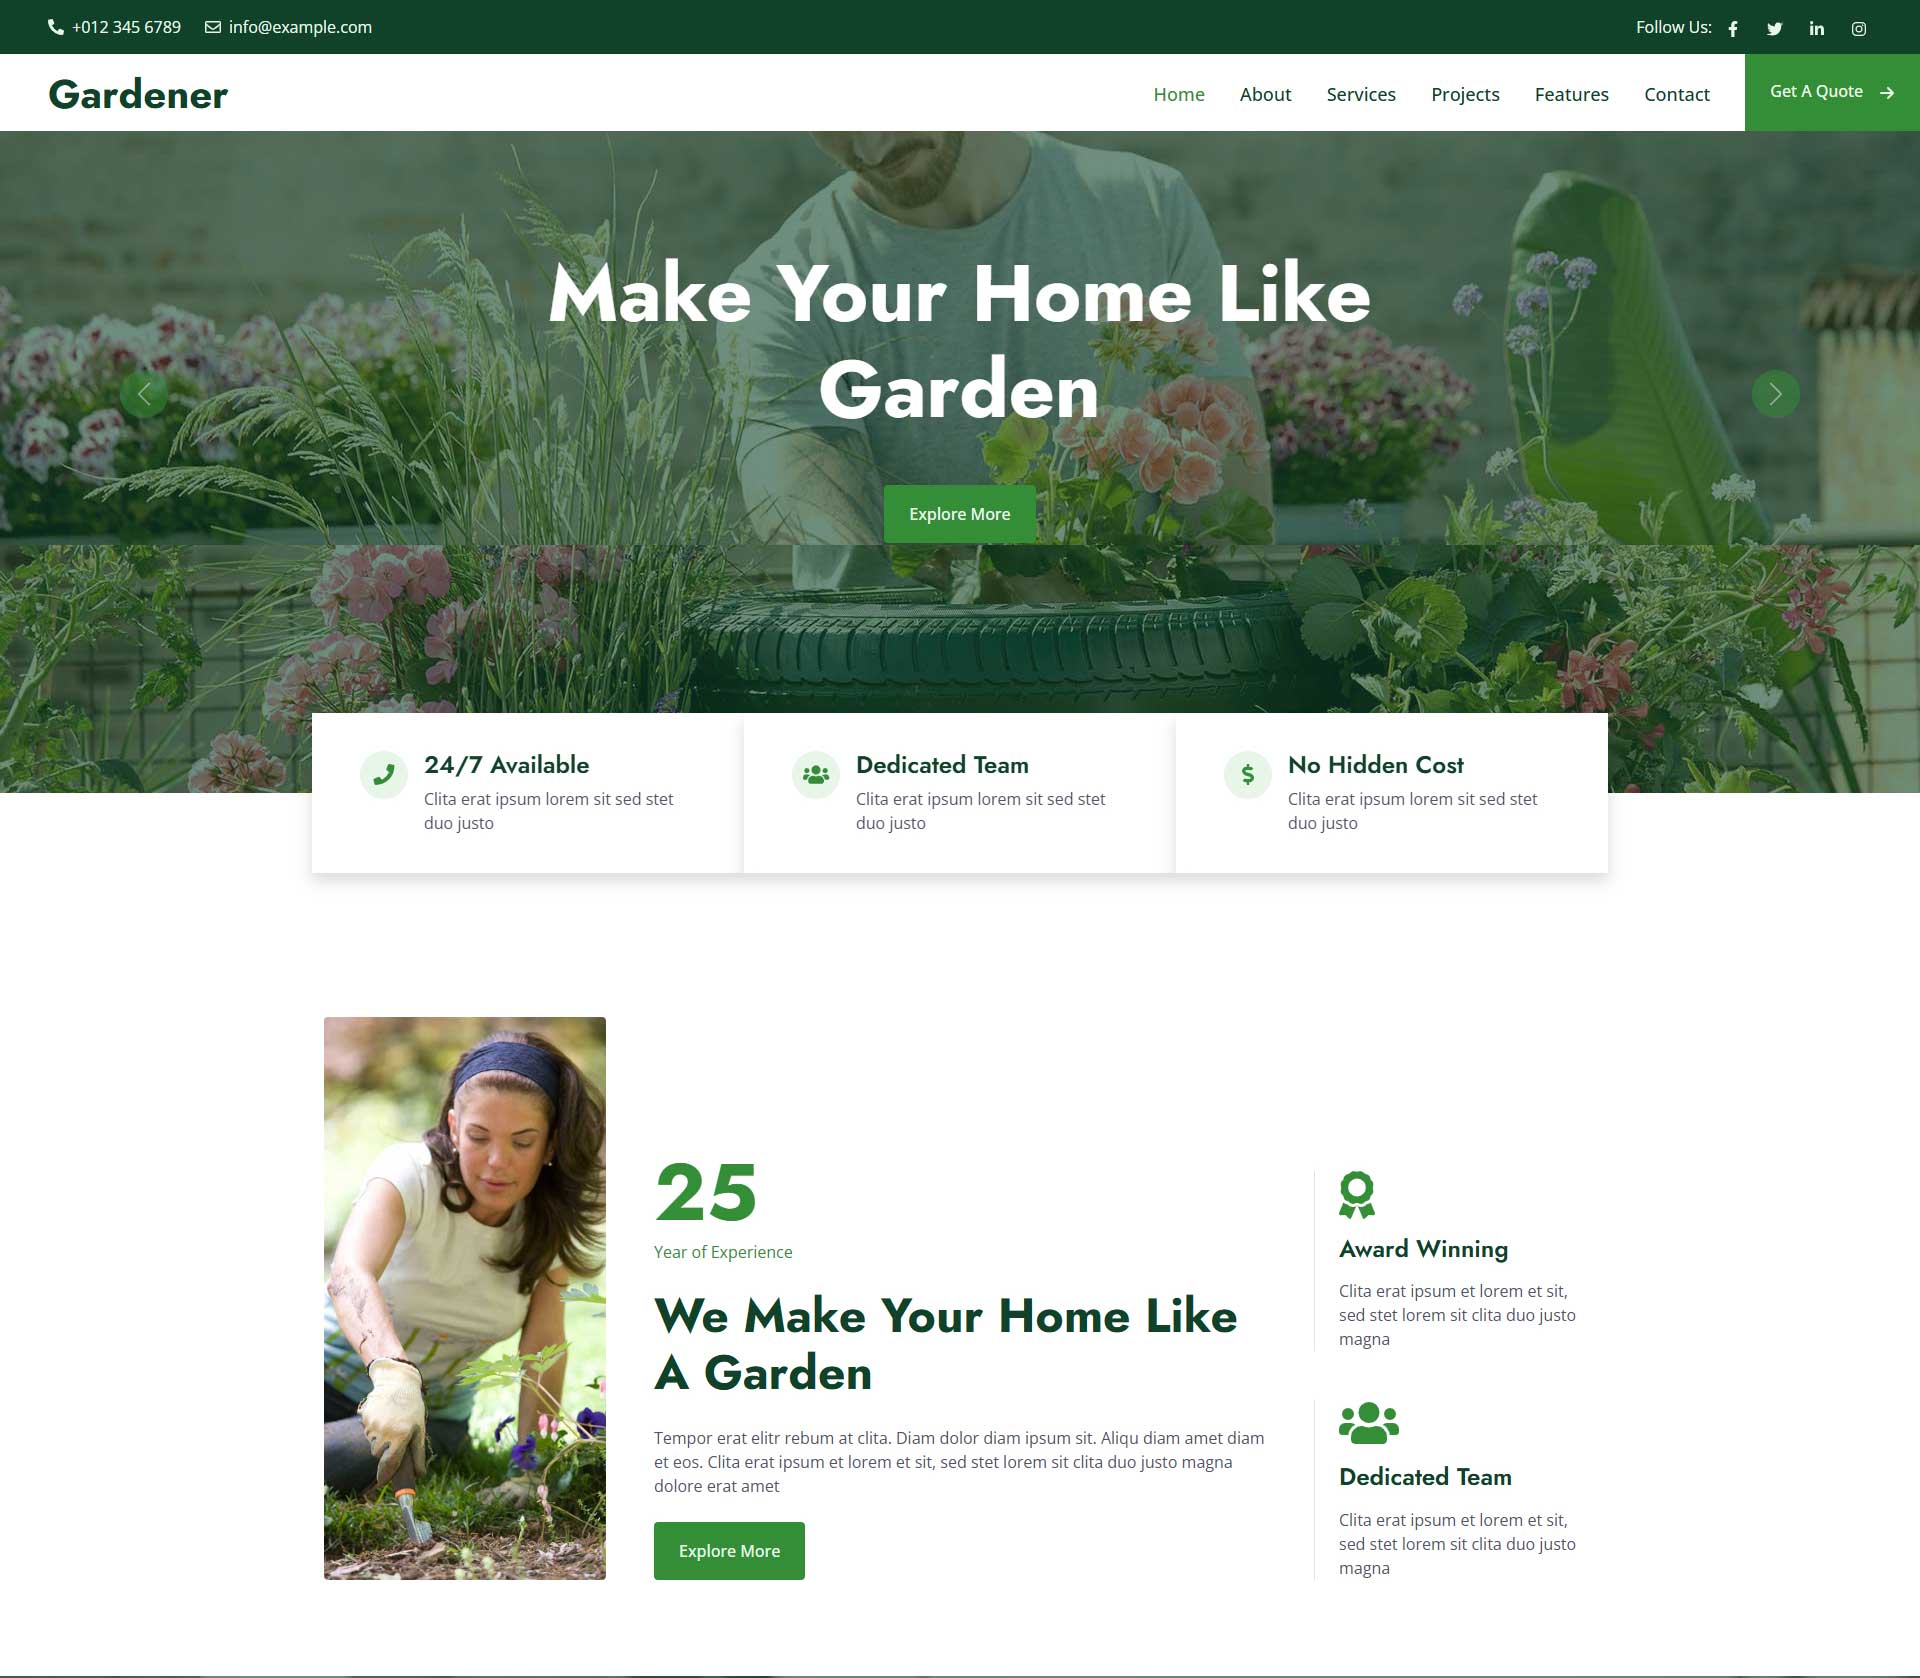 +012 345 6789 info@example.com Follow Us:
Gardener Home About Services Projects Features Contact Get A Quote
Make Your Home Like
Garden
Explore More
24/7 Available
Clita erat ipsum lorem sit sed stet
duo justo
Dedicated Team
Clita erat ipsum lorem sit sed stet
duo justo
No Hidden Cost
Clita erat ipsum lorem sit sed stet
duo justo
25
Year of Experience
We Make Your Home Like
A Garden
Tempor erat elitr rebum at clita. Diam dolor diam ipsum sit. Aliqu diam amet diam
et eos. Clita erat ipsum et lorem et sit, sed stet lorem sit clita duo justo magna
dolore erat amet
Explore More
Award Winning
Clita erat ipsum et lorem et sit,
sed stet lorem sit clita duo justo
magna
Dedicated Team
Clita erat ipsum et lorem et sit,
sed stet lorem sit clita duo justo
magna